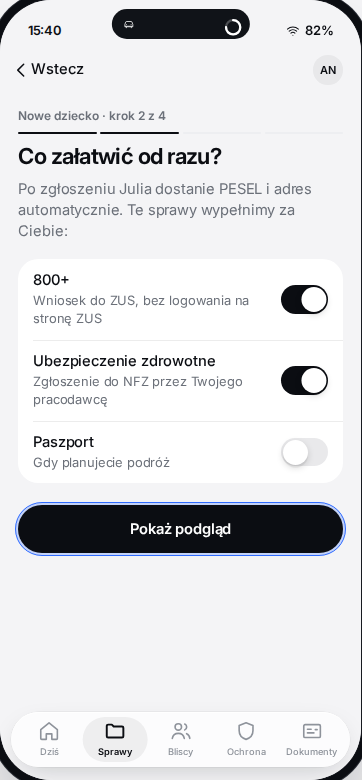 15:40
82%
Wstecz
AN
Nowe dziecko · krok 2 z 4
Co załatwić od razu?
Po zgłoszeniu Julia dostanie PESEL i adres
automatycznie. Te sprawy wypełnimy za
Ciebie:
800+
Wniosek do ZUS, bez logowania na
stronę ZUS
Ubezpieczenie zdrowotne
Zgłoszenie do NFZ przez Twojego
pracodawcę
Paszport
Gdy planujecie podróż
Pokaż podgląd
Dziś
Sprawy
Bliscy
Ochrona
Dokumenty